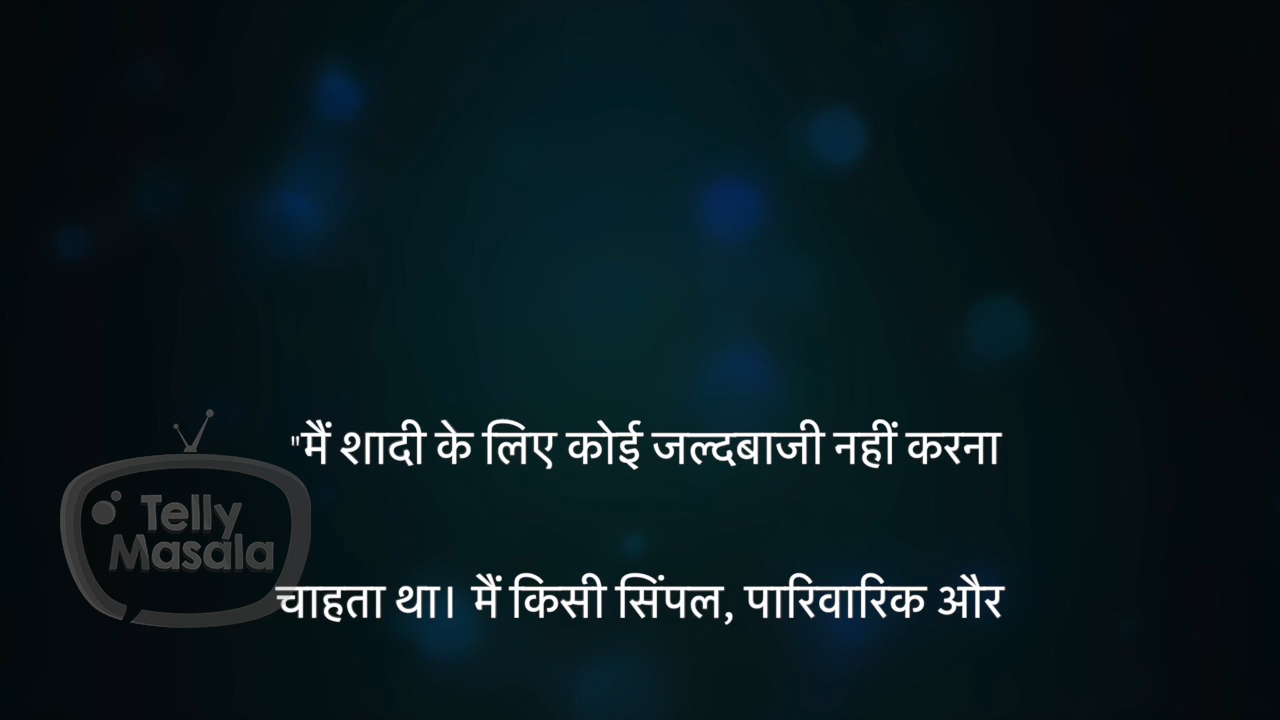 "मैं शादी के लिए कोई जल्दबाजी नहीं करना
Telly
Masala
चाहता था। मैं किसी सिंपल, पारिवारिक और